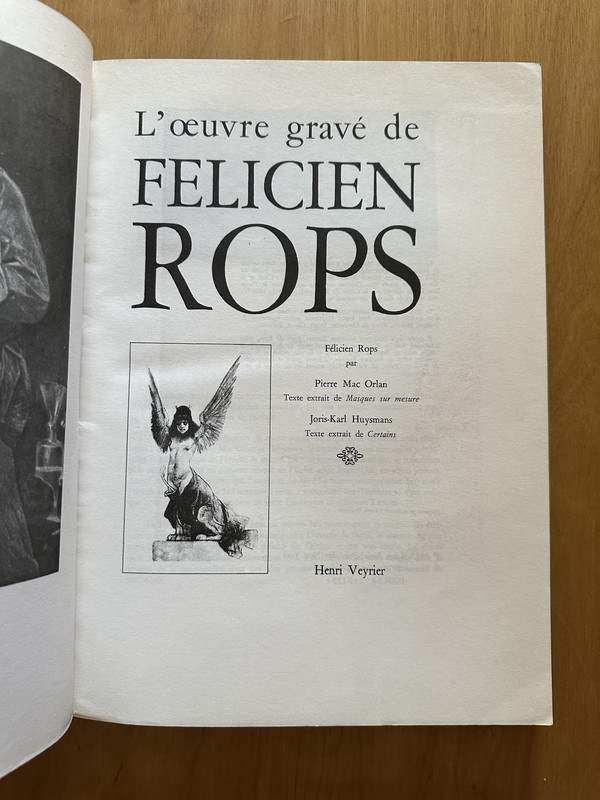 L'œuvre gravé de
FELICIEN
ROPS
Félicien Rops
par
Pierre Mac Orlan
Texte extrait de Masques sur mesure
Joris-Karl Huysmans
Texte extrait de Certains
Henri Veyrier